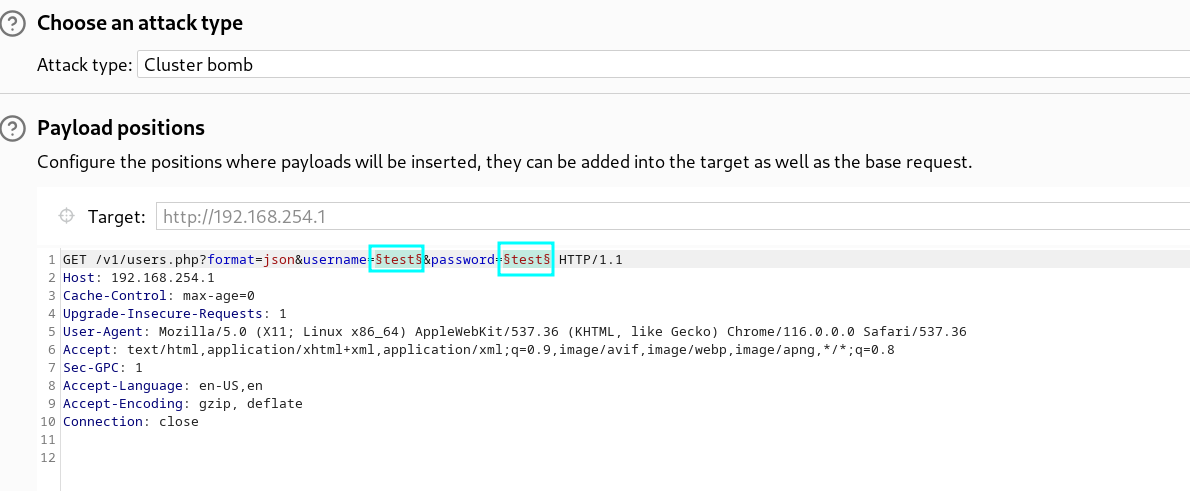 ? Choose an attack type
Attack type: Cluster bomb
? Payload positions
Configure the positions where payloads will be inserted, they can be added into the target as well as the base request.
Target: http://192.168.254.1
1 GET /v1/users.php?format=json&username=§test§&password=§test§ HTTP/1.1
2 Host: 192.168.254.1
3 Cache-Control: max-age=0
4 Upgrade-Insecure-Requests: 1
5 User-Agent: Mozilla/5.0 (X11; Linux x86_64) AppleWebKit/537.36 (KHTML, like Gecko) Chrome/116.0.0.0 Safari/537.36
6 Accept: text/html,application/xhtml+xml,application/xml;q=0.9,image/avif,image/webp,image/apng,*/*;q=0.8
7 Sec-GPC: 1
8 Accept-Language: en-US,en
9 Accept-Encoding: gzip, deflate
10 Connection: close
11
12